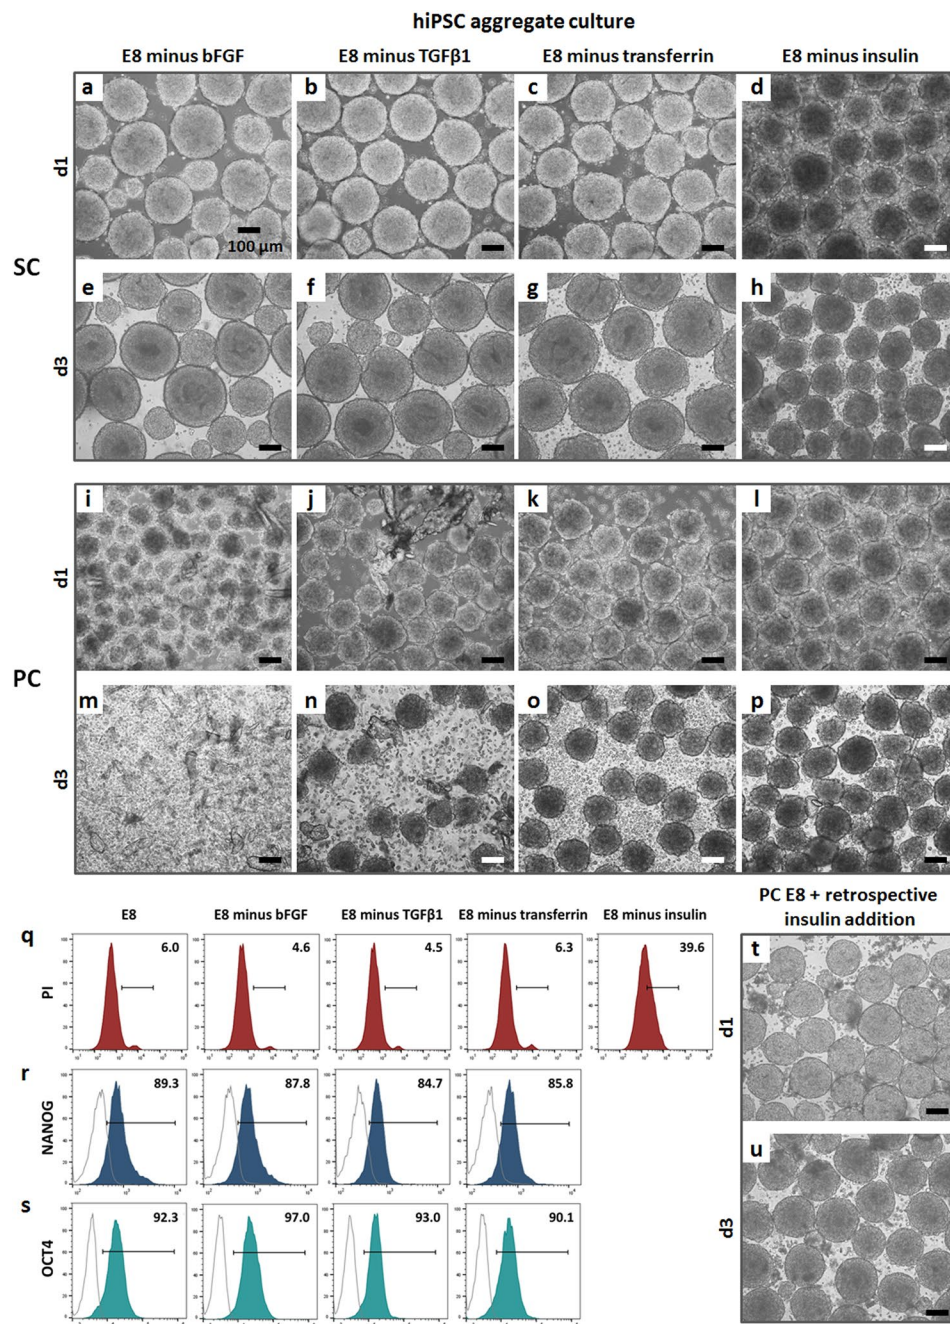 hiPSC aggregate culture
E8 minus bFGF E8 minus TGFβ1 E8 minus transferrin E8 minus insulin
a b c d
d1
100 µm
SC
e f g h
d3
i j k l
d1
PC
m n o p
d3
PC E8 + retrospective
insulin addition
q E8 E8 minus bFGF E8 minus TGFβ1 E8 minus transferrin E8 minus insulin
PI
6.0 4.6 4.5 6.3 39.6
t
d1
r
NANOG
89.3 87.8 84.7 85.8
u
d3
s
OCT4
92.3 97.0 93.0 90.1